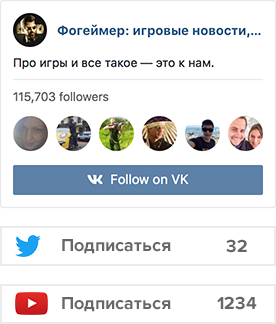 Фогеймер: игровые новости,...
Про игры и все такое — это к нам.
115,703 followers
Follow on VK
Подписаться 32
Подписаться 1234